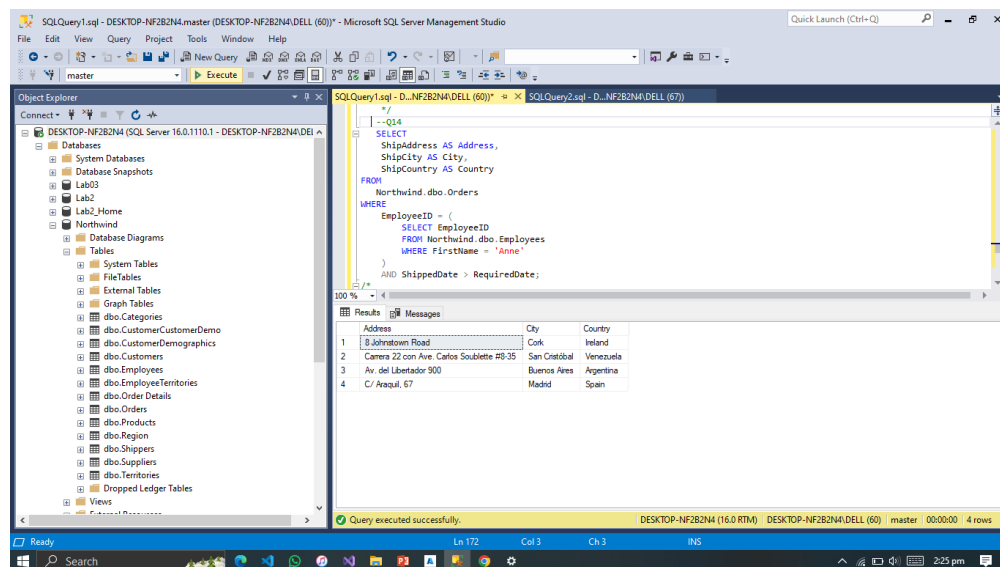 SQLQuery1.sql - DESKTOP-NF2B2N4.master (DESKTOP-NF2B2N4\DELL (60))* - Microsoft SQL Server Management Studio
Quick Launch (Ctrl+Q)
File Edit View Query Project Tools Window Help
New Query
master Execute
Object Explorer
SQLQuery1.sql - D...NF2B2N4\DELL (60))* SQLQuery2.sql - D...NF2B2N4\DELL (67))
Connect
DESKTOP-NF2B2N4 (SQL Server 16.0.1110.1 - DESKTOP-NF2B2N4\DEL
Databases
System Databases
Database Snapshots
Lab03
Lab2
Lab2_Home
Northwind
Database Diagrams
Tables
System Tables
FileTables
External Tables
Graph Tables
dbo.Categories
dbo.CustomerCustomerDemo
dbo.CustomerDemographics
dbo.Customers
dbo.Employees
dbo.EmployeeTerritories
dbo.Order Details
dbo.Orders
dbo.Products
dbo.Region
dbo.Shippers
dbo.Suppliers
dbo.Territories
Dropped Ledger Tables
Views
*/
--Q14
SELECT
ShipAddress AS Address,
ShipCity AS City,
ShipCountry AS Country
FROM
Northwind.dbo.Orders
WHERE
EmployeeID = (
SELECT EmployeeID
FROM Northwind.dbo.Employees
WHERE FirstName = 'Anne'
)
AND ShippedDate > RequiredDate;
/*
100 %
Results Messages
Address City Country
1 8 Johnstown Road Cork Ireland
2 Carrera 22 con Ave. Carlos Soublette #8-35 San Cristóbal Venezuela
3 Av. del Libertador 900 Buenos Aires Argentina
4 C/ Araquil, 67 Madrid Spain
Query executed successfully. DESKTOP-NF2B2N4 (16.0 RTM) DESKTOP-NF2B2N4\DELL (60) master 00:00:00 4 rows
Ready Ln 172 Col 3 Ch 3 INS
Search 2:25 pm